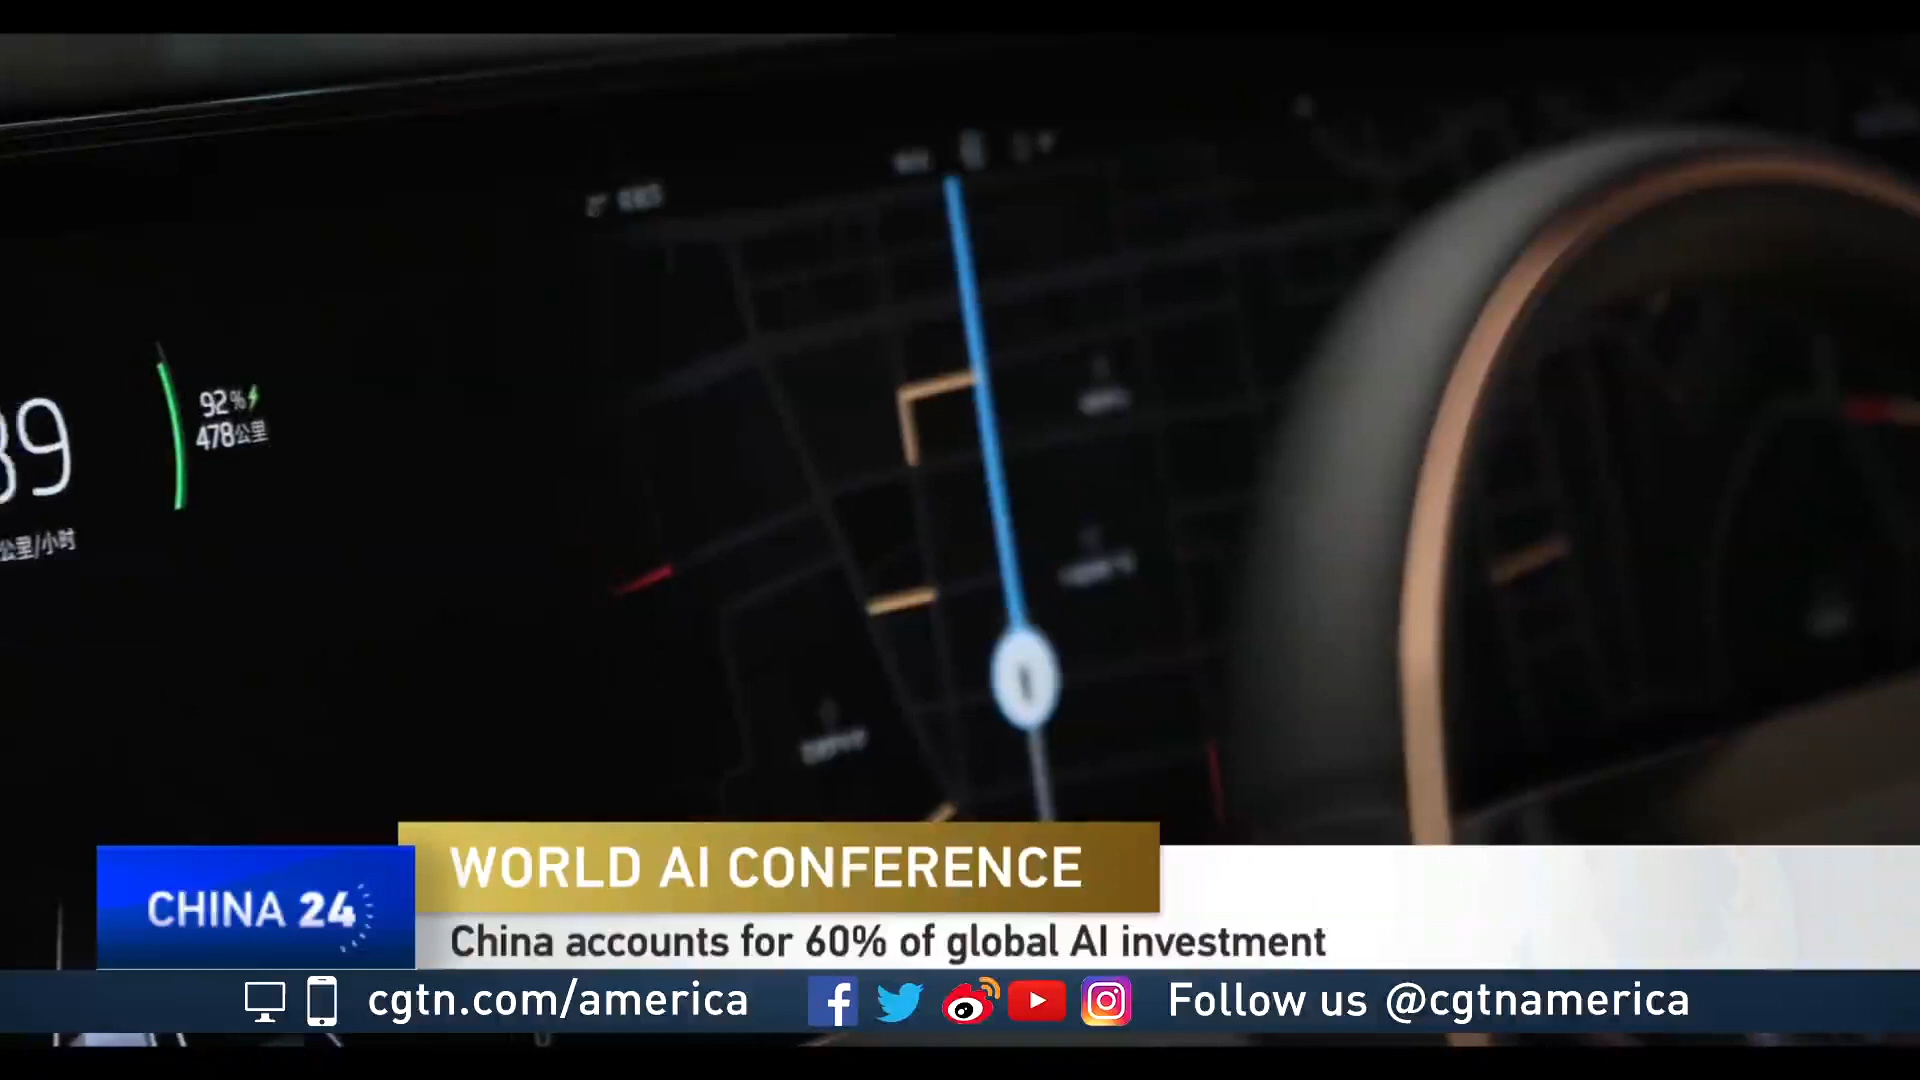 92%
478公里
39
公里/小时
WORLD AI CONFERENCE
CHINA 24
China accounts for 60% of global AI investment
cgtn.com/america
Follow us @cgtnamerica